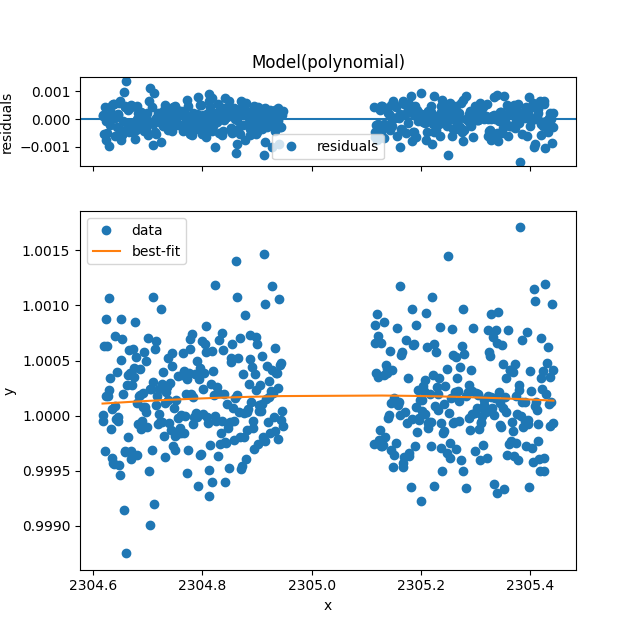 Model(polynomial)
residuals
0.001
0.000
−0.001
residuals
data
best-fit
y
1.0015
1.0010
1.0005
1.0000
0.9995
0.9990
2304.6
2304.8
2305.0
2305.2
2305.4
x